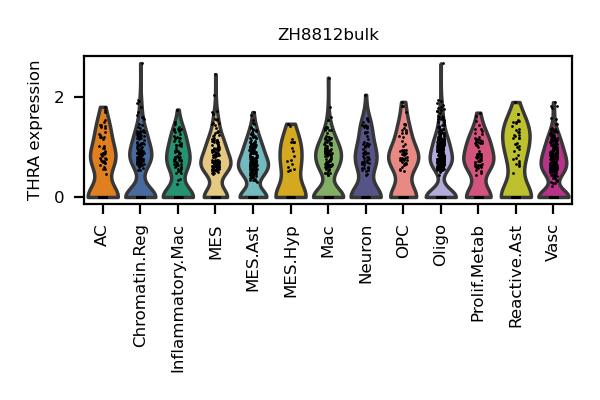 ZH8812bulk
THRA expression
2
0
AC
Chromatin.Reg
Inflammatory.Mac
MES
MES.Ast
MES.Hyp
Mac
Neuron
OPC
Oligo
Prolif.Metab
Reactive.Ast
Vasc